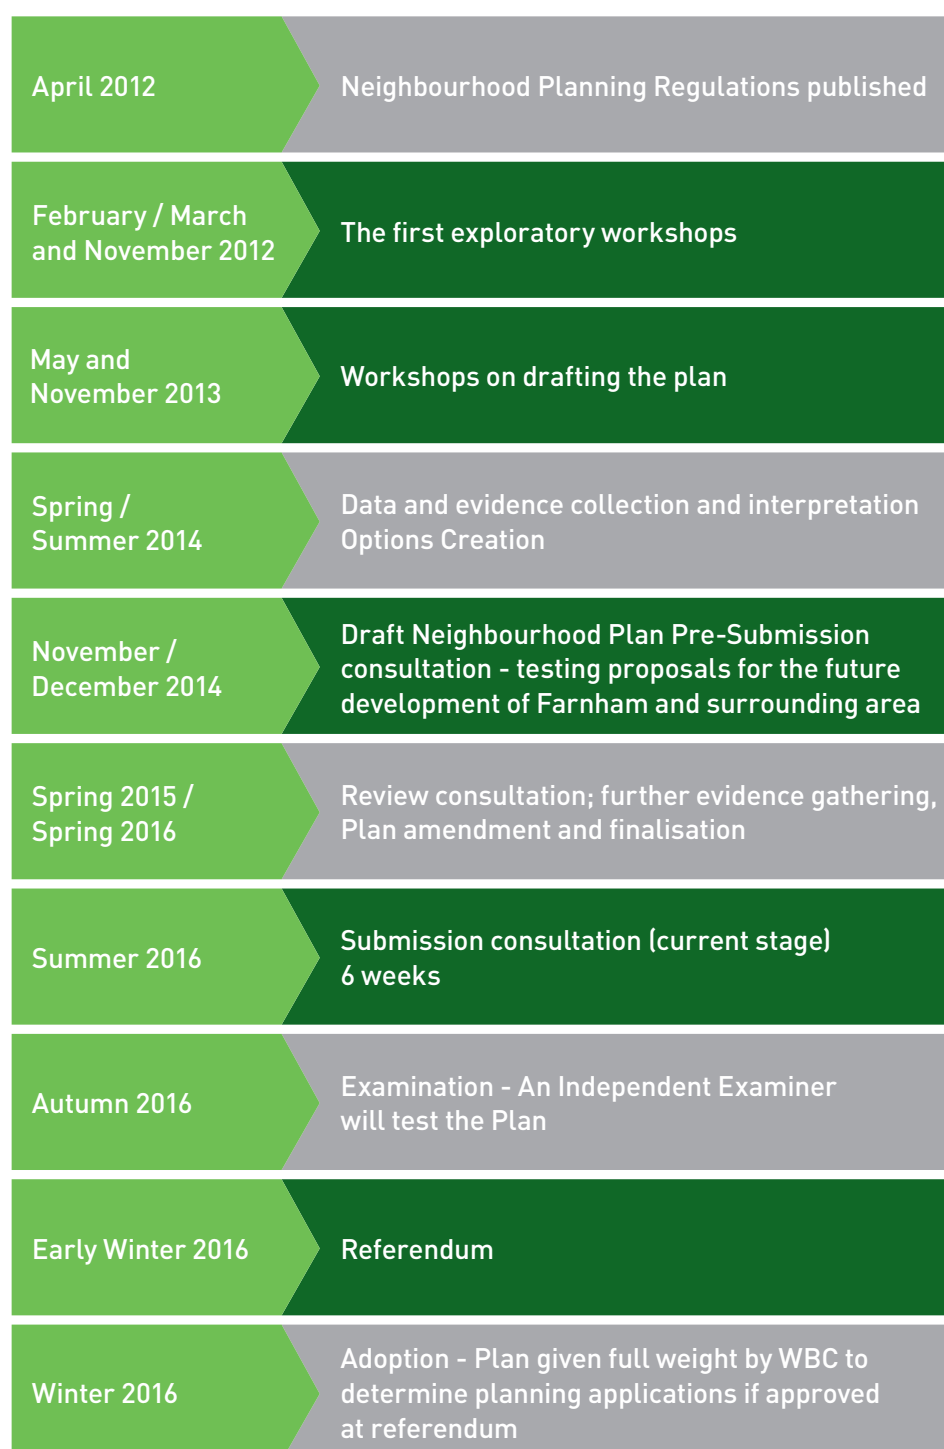 April 2012
Neighbourhood Planning Regulations published
February / March
and November 2012
The first exploratory workshops
May and
November 2013
Workshops on drafting the plan
Spring /
Summer 2014
Data and evidence collection and interpretation
Options Creation
November /
December 2014
Draft Neighbourhood Plan Pre-Submission
consultation - testing proposals for the future
development of Farnham and surrounding area
Spring 2015 /
Spring 2016
Review consultation; further evidence gathering,
Plan amendment and finalisation
Summer 2016
Submission consultation (current stage)
6 weeks
Autumn 2016
Examination - An Independent Examiner
will test the Plan
Early Winter 2016
Referendum
Winter 2016
Adoption - Plan given full weight by WBC to
determine planning applications if approved
at referendum